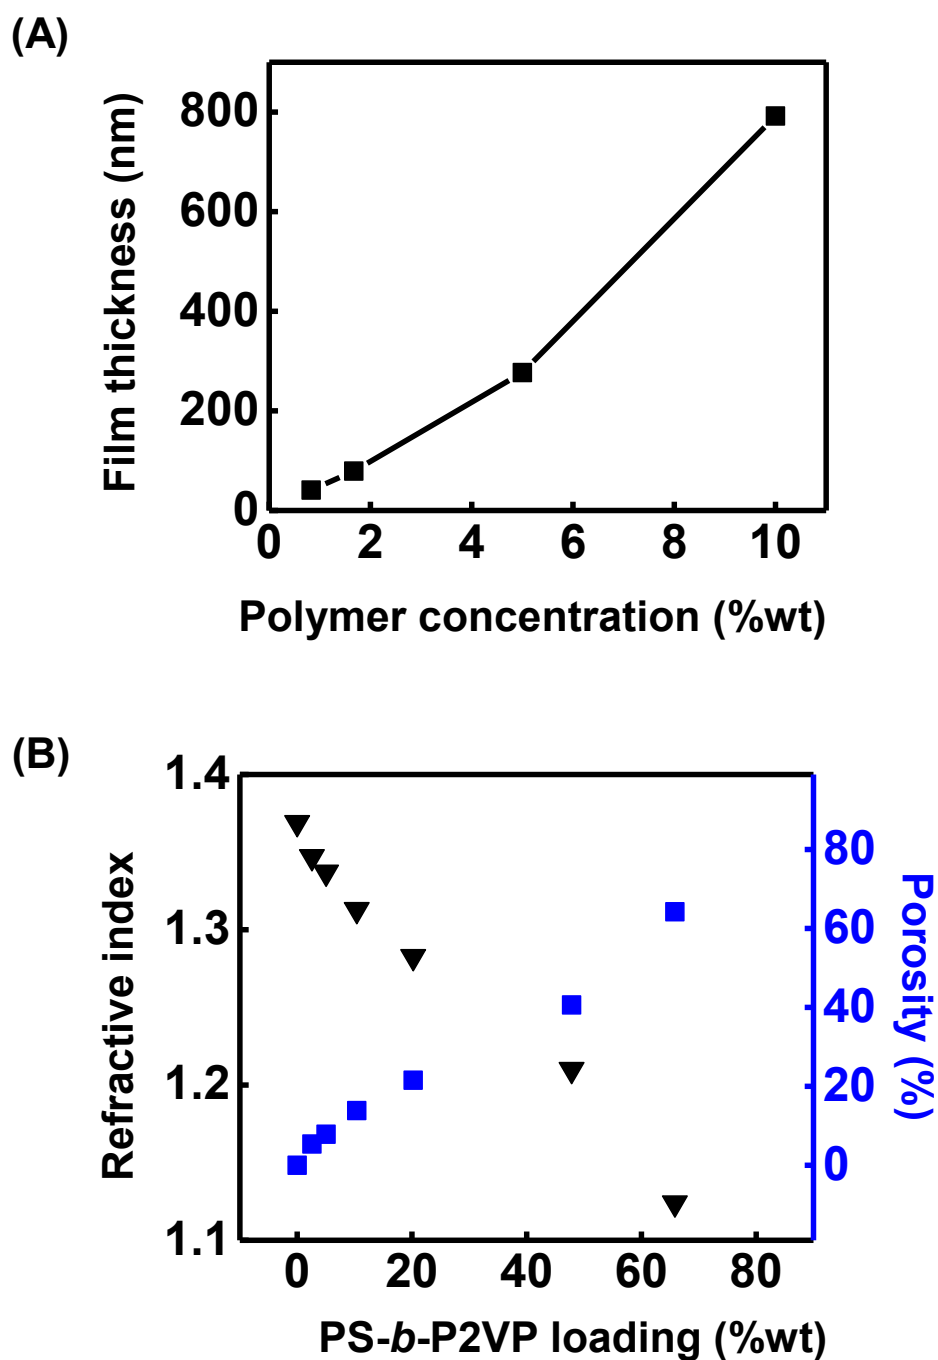 (A)
800
600
400
200
0
Film thickness (nm)
0 2 4 6 8 10
Polymer concentration (%wt)
(B)
1.4
1.3
1.2
1.1
Refractive index
80
60
40
20
0
Porosity (%)
0 20 40 60 80
PS-b-P2VP loading (%wt)